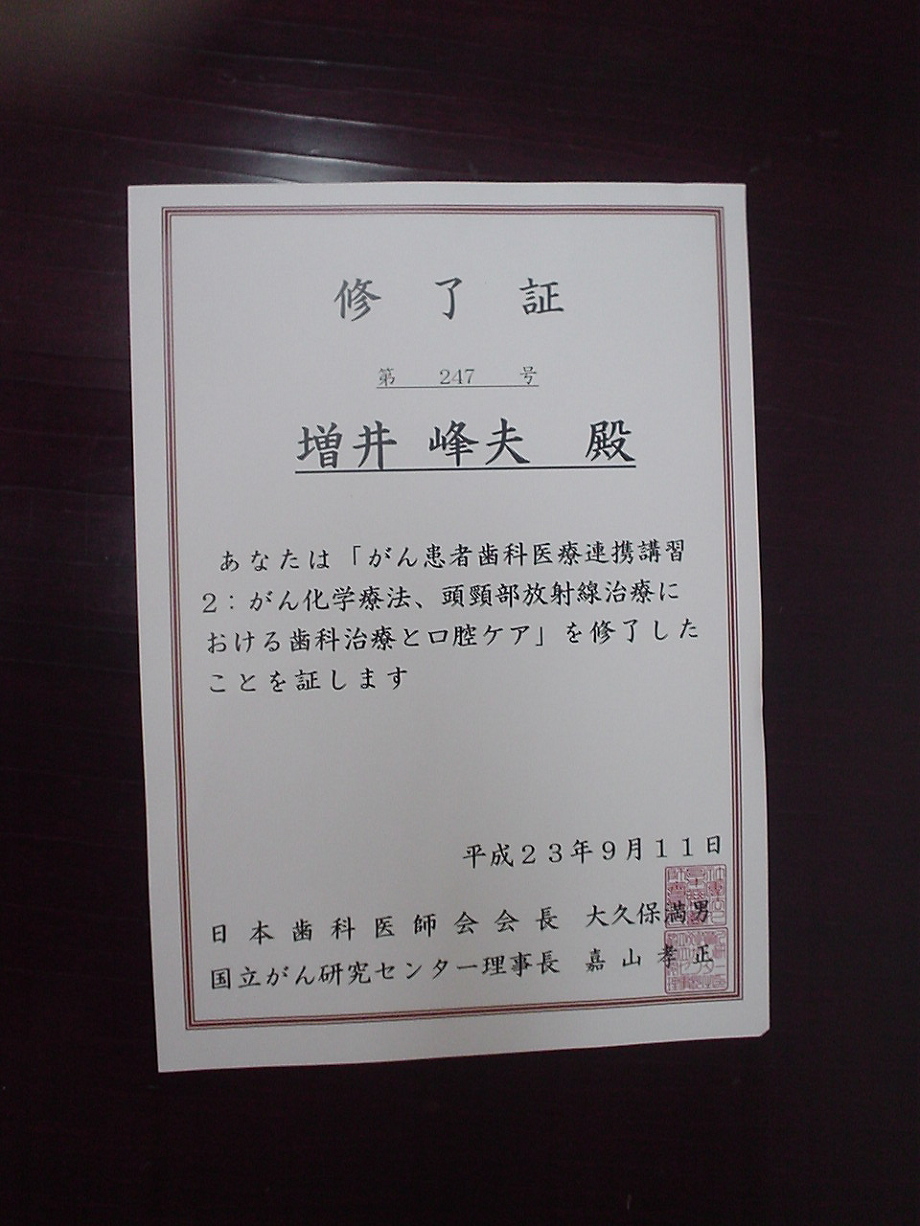 修 了 証
第 247 号
増井 峰夫 殿
あなたは「がん患者歯科医療連携講習
２：がん化学療法、頭頸部放射線治療に
おける歯科治療と口腔ケア」を修了した
ことを証します
平成２３年９月１１日
日本歯科医師会会長 大久保満男
国立がん研究センター理事長 嘉山孝正